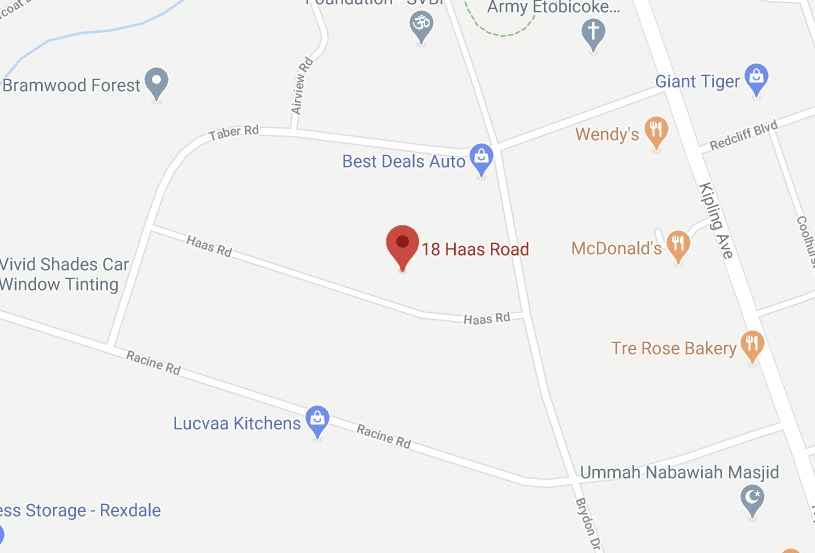 Army Etobicoke...
Giant Tiger
Bramwood Forest
Airview Rd
Taber Rd
Wendy's
Redcliff Blvd
Best Deals Auto
Kipling Ave
Haas Rd
18 Haas Road
McDonald's
Vivid Shades Car
Window Tinting
Haas Rd
Tre Rose Bakery
Racine Rd
Lucvaa Kitchens
Racine Rd
Ummah Nabawiah Masjid
ess Storage - Rexdale
Brydon Dr